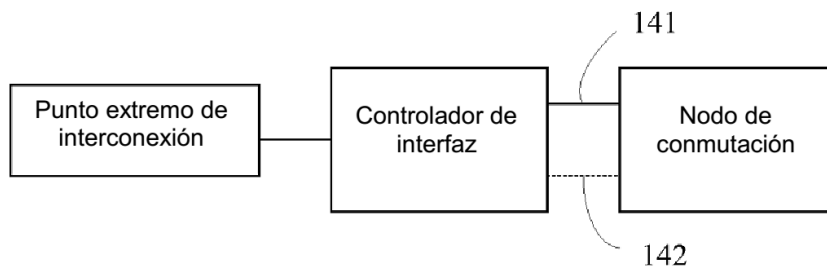 141
Punto extremo de
interconexión
Controlador de
interfaz
Nodo de
conmutación
142